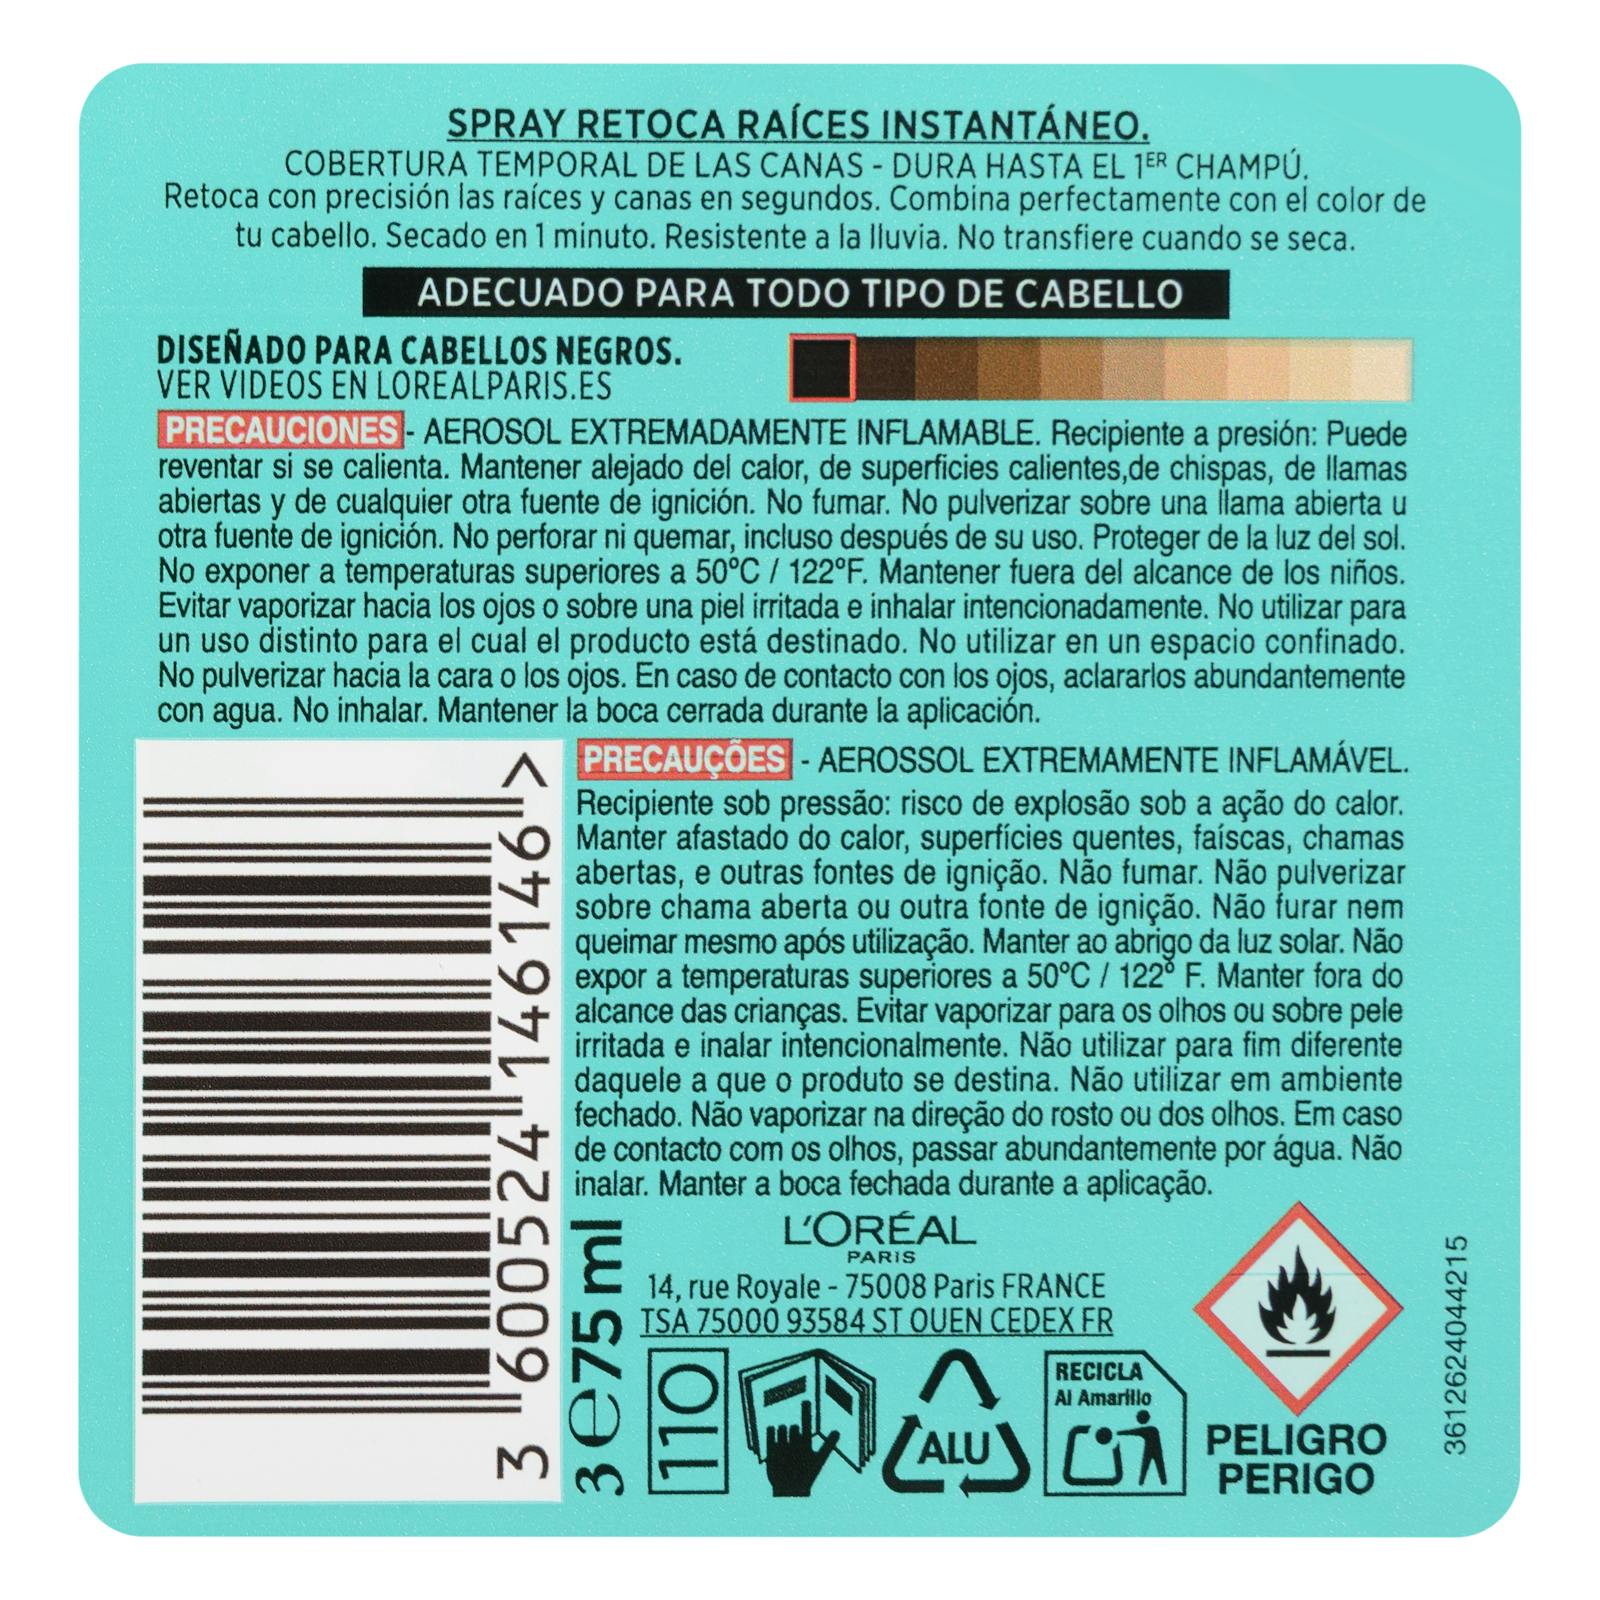 SPRAY RETOCA RAÍCES INSTANTÁNEO.
COBERTURA TEMPORAL DE LAS CANAS - DURA HASTA EL 1ER CHAMPÚ.
Retoca con precisión las raíces y canas en segundos. Combina perfectamente con el color de
tu cabello. Secado en 1 minuto. Resistente a la lluvia. No transfiere cuando se seca.
ADECUADO PARA TODO TIPO DE CABELLO
DISEÑADO PARA CABELLOS NEGROS.
VER VIDEOS EN LOREALPARIS.ES
PRECAUCIONES - AEROSOL EXTREMADAMENTE INFLAMABLE. Recipiente a presión: Puede
reventar si se calienta. Mantener alejado del calor, de superficies calientes,de chispas, de llamas
abiertas y de cualquier otra fuente de ignición. No fumar. No pulverizar sobre una llama abierta u
otra fuente de ignición. No perforar ni quemar, incluso después de su uso. Proteger de la luz del sol.
No exponer a temperaturas superiores a 50ºC / 122ºF. Mantener fuera del alcance de los niños.
Evitar vaporizar hacia los ojos o sobre una piel irritada e inhalar intencionadamente. No utilizar para
un uso distinto para el cual el producto está destinado. No utilizar en un espacio confinado.
No pulverizar hacia la cara o los ojos. En caso de contacto con los ojos, aclararlos abundantemente
con agua. No inhalar. Mantener la boca cerrada durante la aplicación.
PRECAUÇÕES - AEROSSOL EXTREMAMENTE INFLAMÁVEL.
Recipiente sob pressão: risco de explosão sob a ação do calor.
Manter afastado do calor, superfícies quentes, faíscas, chamas
abertas, e outras fontes de ignição. Não fumar. Não pulverizar
sobre chama aberta ou outra fonte de ignição. Não furar nem
queimar mesmo após utilização. Manter ao abrigo da luz solar. Não
expor a temperaturas superiores a 50ºC / 122º F. Manter fora do
alcance das crianças. Evitar vaporizar para os olhos ou sobre pele
irritada e inalar intencionalmente. Não utilizar para fim diferente
daquele a que o produto se destina. Não utilizar em ambiente
fechado. Não vaporizar na direção do rosto ou dos olhos. Em caso
de contacto com os olhos, passar abundantemente por água. Não
inalar. Manter a boca fechada durante a aplicação.
3 600524 146146 >
3 ℮ 75 ml
L'ORÉAL
PARIS
14, rue Royale - 75008 Paris FRANCE
TSA 75000 93584 ST OUEN CEDEX FR
110
ALU
RECICLA
Al Amarillo
PELIGRO
PERIGO
3612624044215